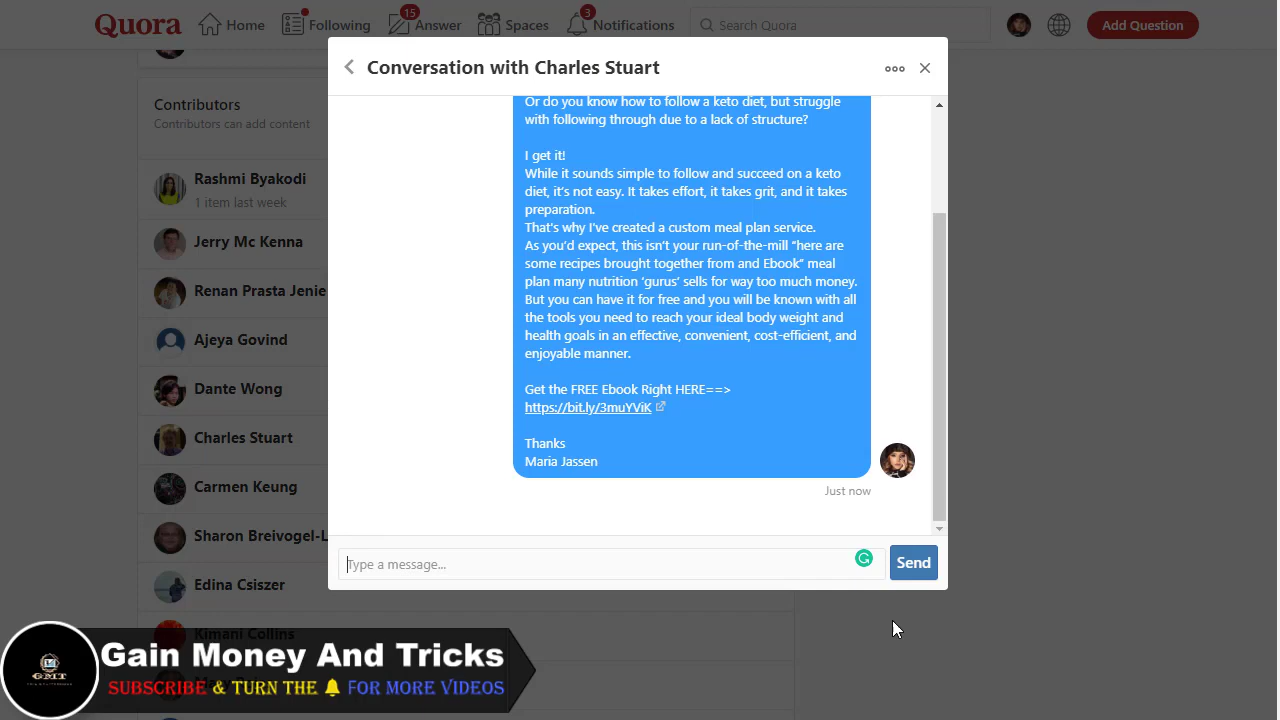 Quora
Home
Following
15
Answer
Spaces
3
Notifications
Search Quora
Add Question
Contributors
Contributors can add content
Rashmi Byakodi
1 item last week
Jerry Mc Kenna
Renan Prasta Jenie
Ajeya Govind
Dante Wong
Charles Stuart
Carmen Keung
Sharon Breivogel-L
Edina Csiszer
Kimani Collins
Conversation with Charles Stuart
Or do you know how to follow a keto diet, but struggle
with following through due to a lack of structure?
I get it!
While it sounds simple to follow and succeed on a keto
diet, it’s not easy. It takes effort, it takes grit, and it takes
preparation.
That’s why I’ve created a custom meal plan service.
As you’d expect, this isn’t your run-of-the-mill “here are
some recipes brought together from and Ebook” meal
plan many nutrition ‘gurus’ sells for way too much money.
But you can have it for free and you will be known with all
the tools you need to reach your ideal body weight and
health goals in an effective, convenient, cost-efficient, and
enjoyable manner.
Get the FREE Ebook Right HERE==>
https://bit.ly/3muYViK
Thanks
Maria Jassen
Just now
Type a message...
Send
GMT
Gain Money And Tricks
SUBSCRIBE & TURN THE FOR MORE VIDEOS